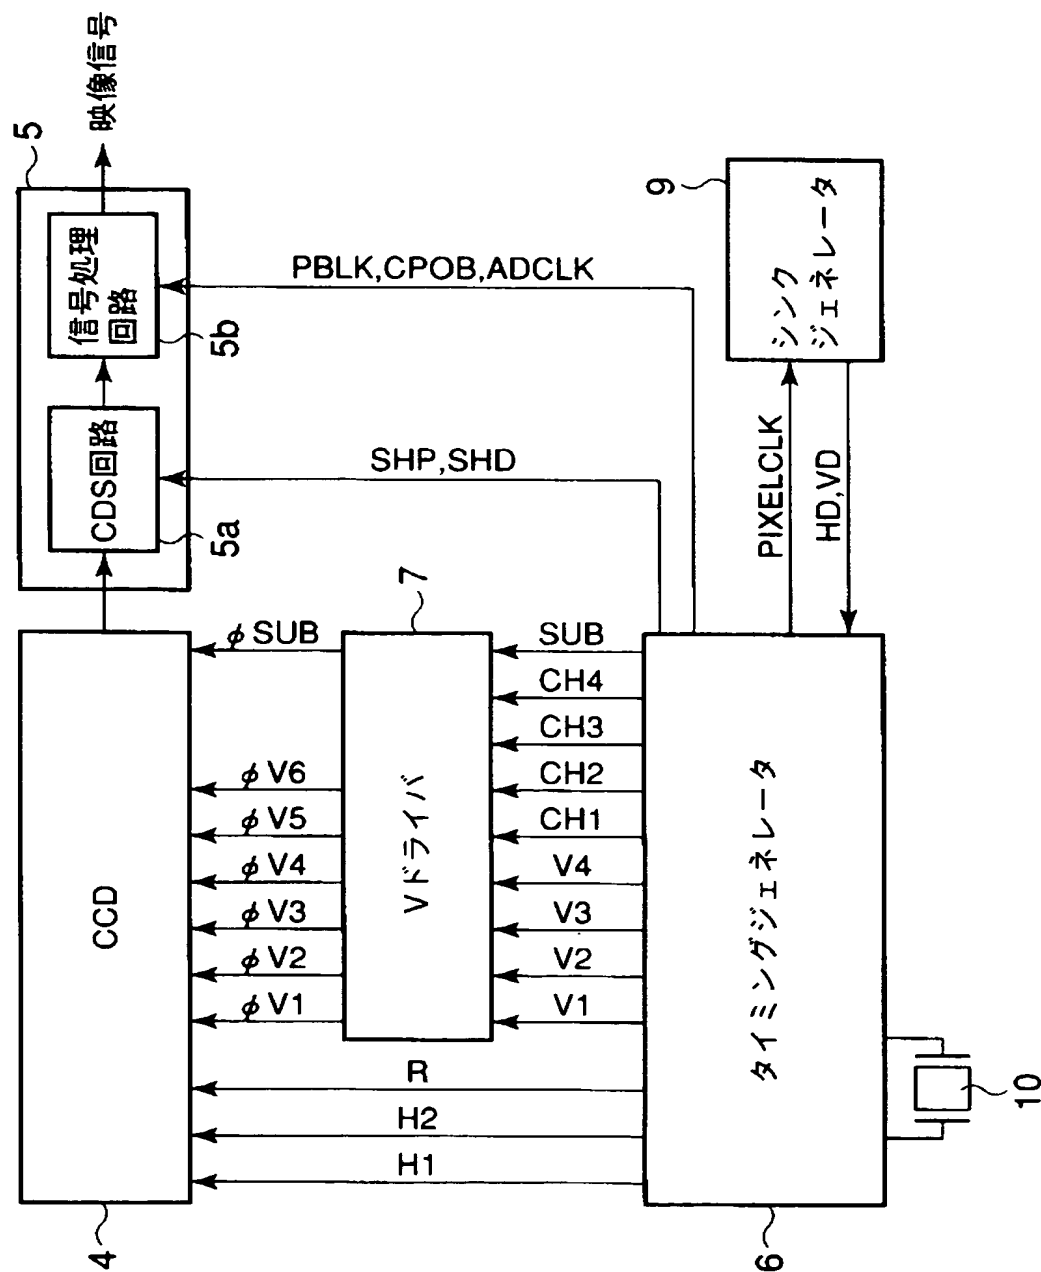 5
映像信号
信号処理
回路
5b
CDS回路
5a
PBLK,CPOB,ADCLK
SHP,SHD
9
シンク
ジェネレータ
PIXELCLK
HD,VD
4
CCD
φV1
φV2
φV3
φV4
φV5
φV6
φSUB
7
Vドライバ
H1
H2
R
V1
V2
V3
V4
CH1
CH2
CH3
CH4
SUB
6
タイミングジェネレータ
10